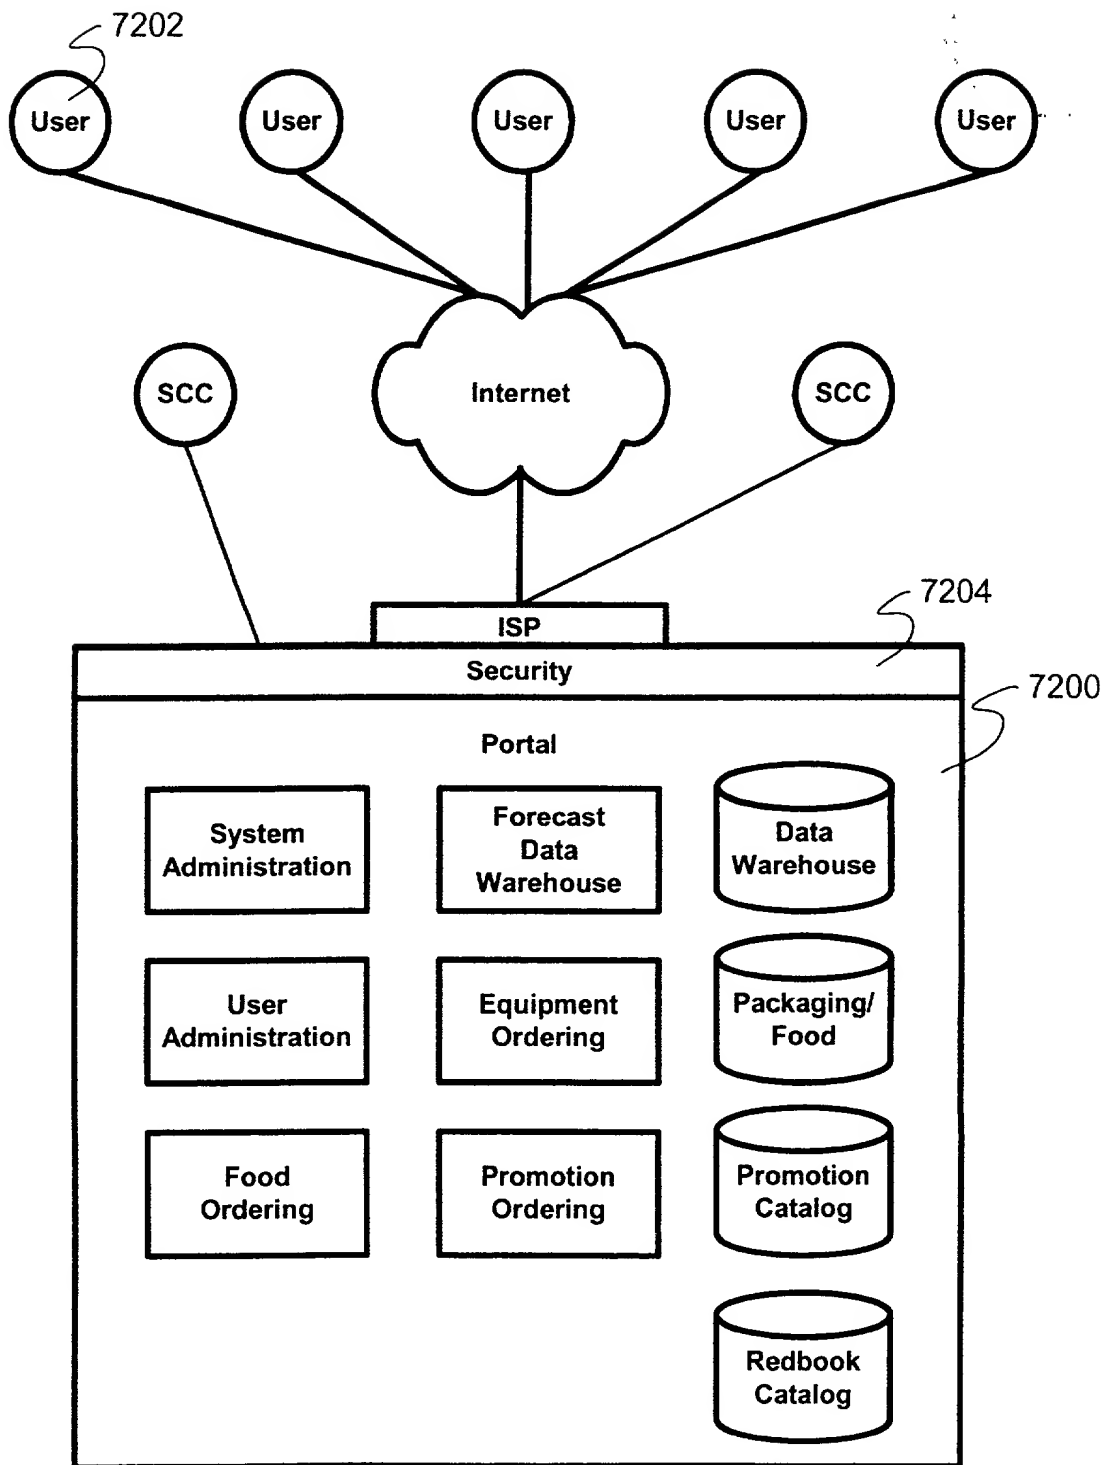 7202
User
User
User
User
User
SCC
Internet
SCC
7204
ISP
Security
7200
Portal
System
Administration
Forecast
Data
Warehouse
Data
Warehouse
User
Administration
Equipment
Ordering
Packaging/
Food
Food
Ordering
Promotion
Ordering
Promotion
Catalog
Redbook
Catalog